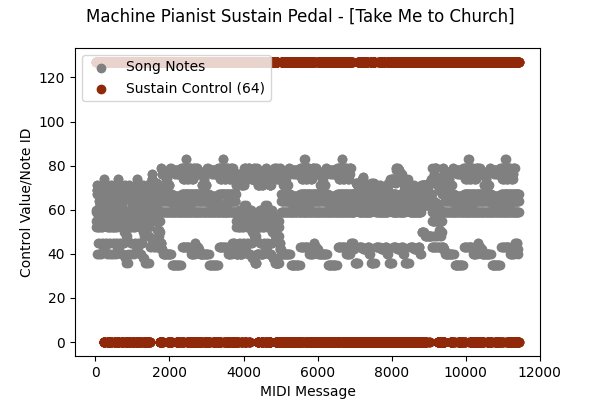 Machine Pianist Sustain Pedal - [Take Me to Church]
Song Notes
Sustain Control (64)
Control Value/Note ID
120
100
80
60
40
20
0
0
2000
4000
6000
8000
10000
12000
MIDI Message